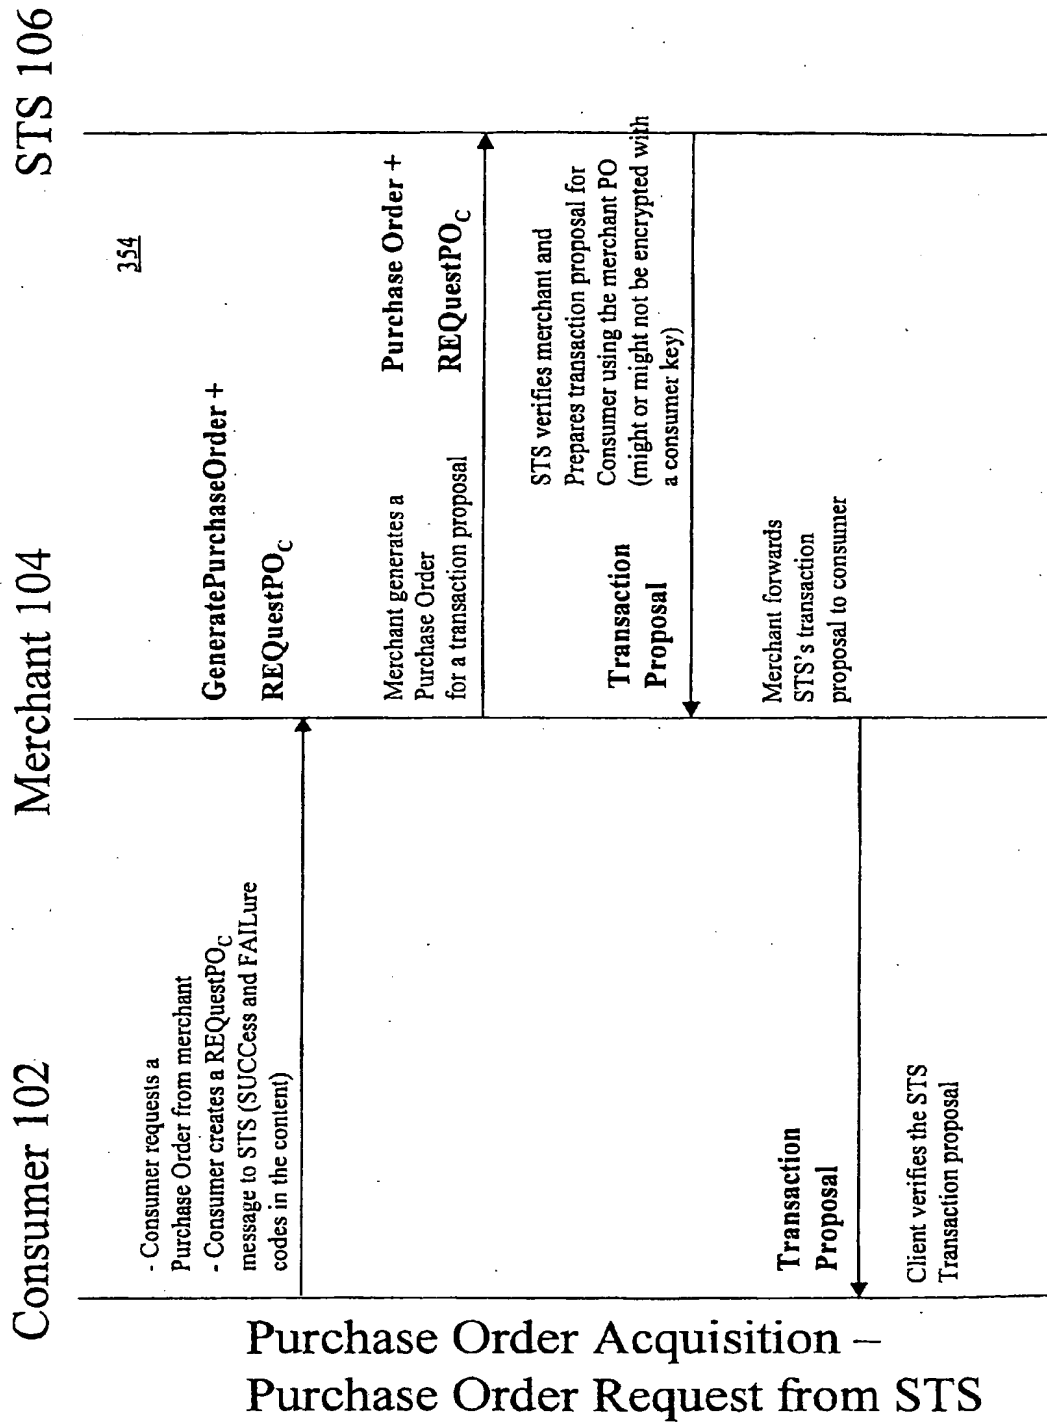 Consumer 102
Merchant 104
STS 106
354
- Consumer requests a
Purchase Order from merchant
- Consumer creates a REQuestPOC
message to STS (SUCCess and FAILure
codes in the content)
GeneratePurchaseOrder +
REQuestPOC
Merchant generates a
Purchase Order
for a transaction proposal
Purchase Order +
REQuestPOC
STS verifies merchant and
Prepares transaction proposal for
Consumer using the merchant PO
(might or might not be encrypted with
a consumer key)
Transaction
Proposal
Merchant forwards
STS's transaction
proposal to consumer
Transaction
Proposal
Client verifies the STS
Transaction proposal
Purchase Order Acquisition –
Purchase Order Request from STS